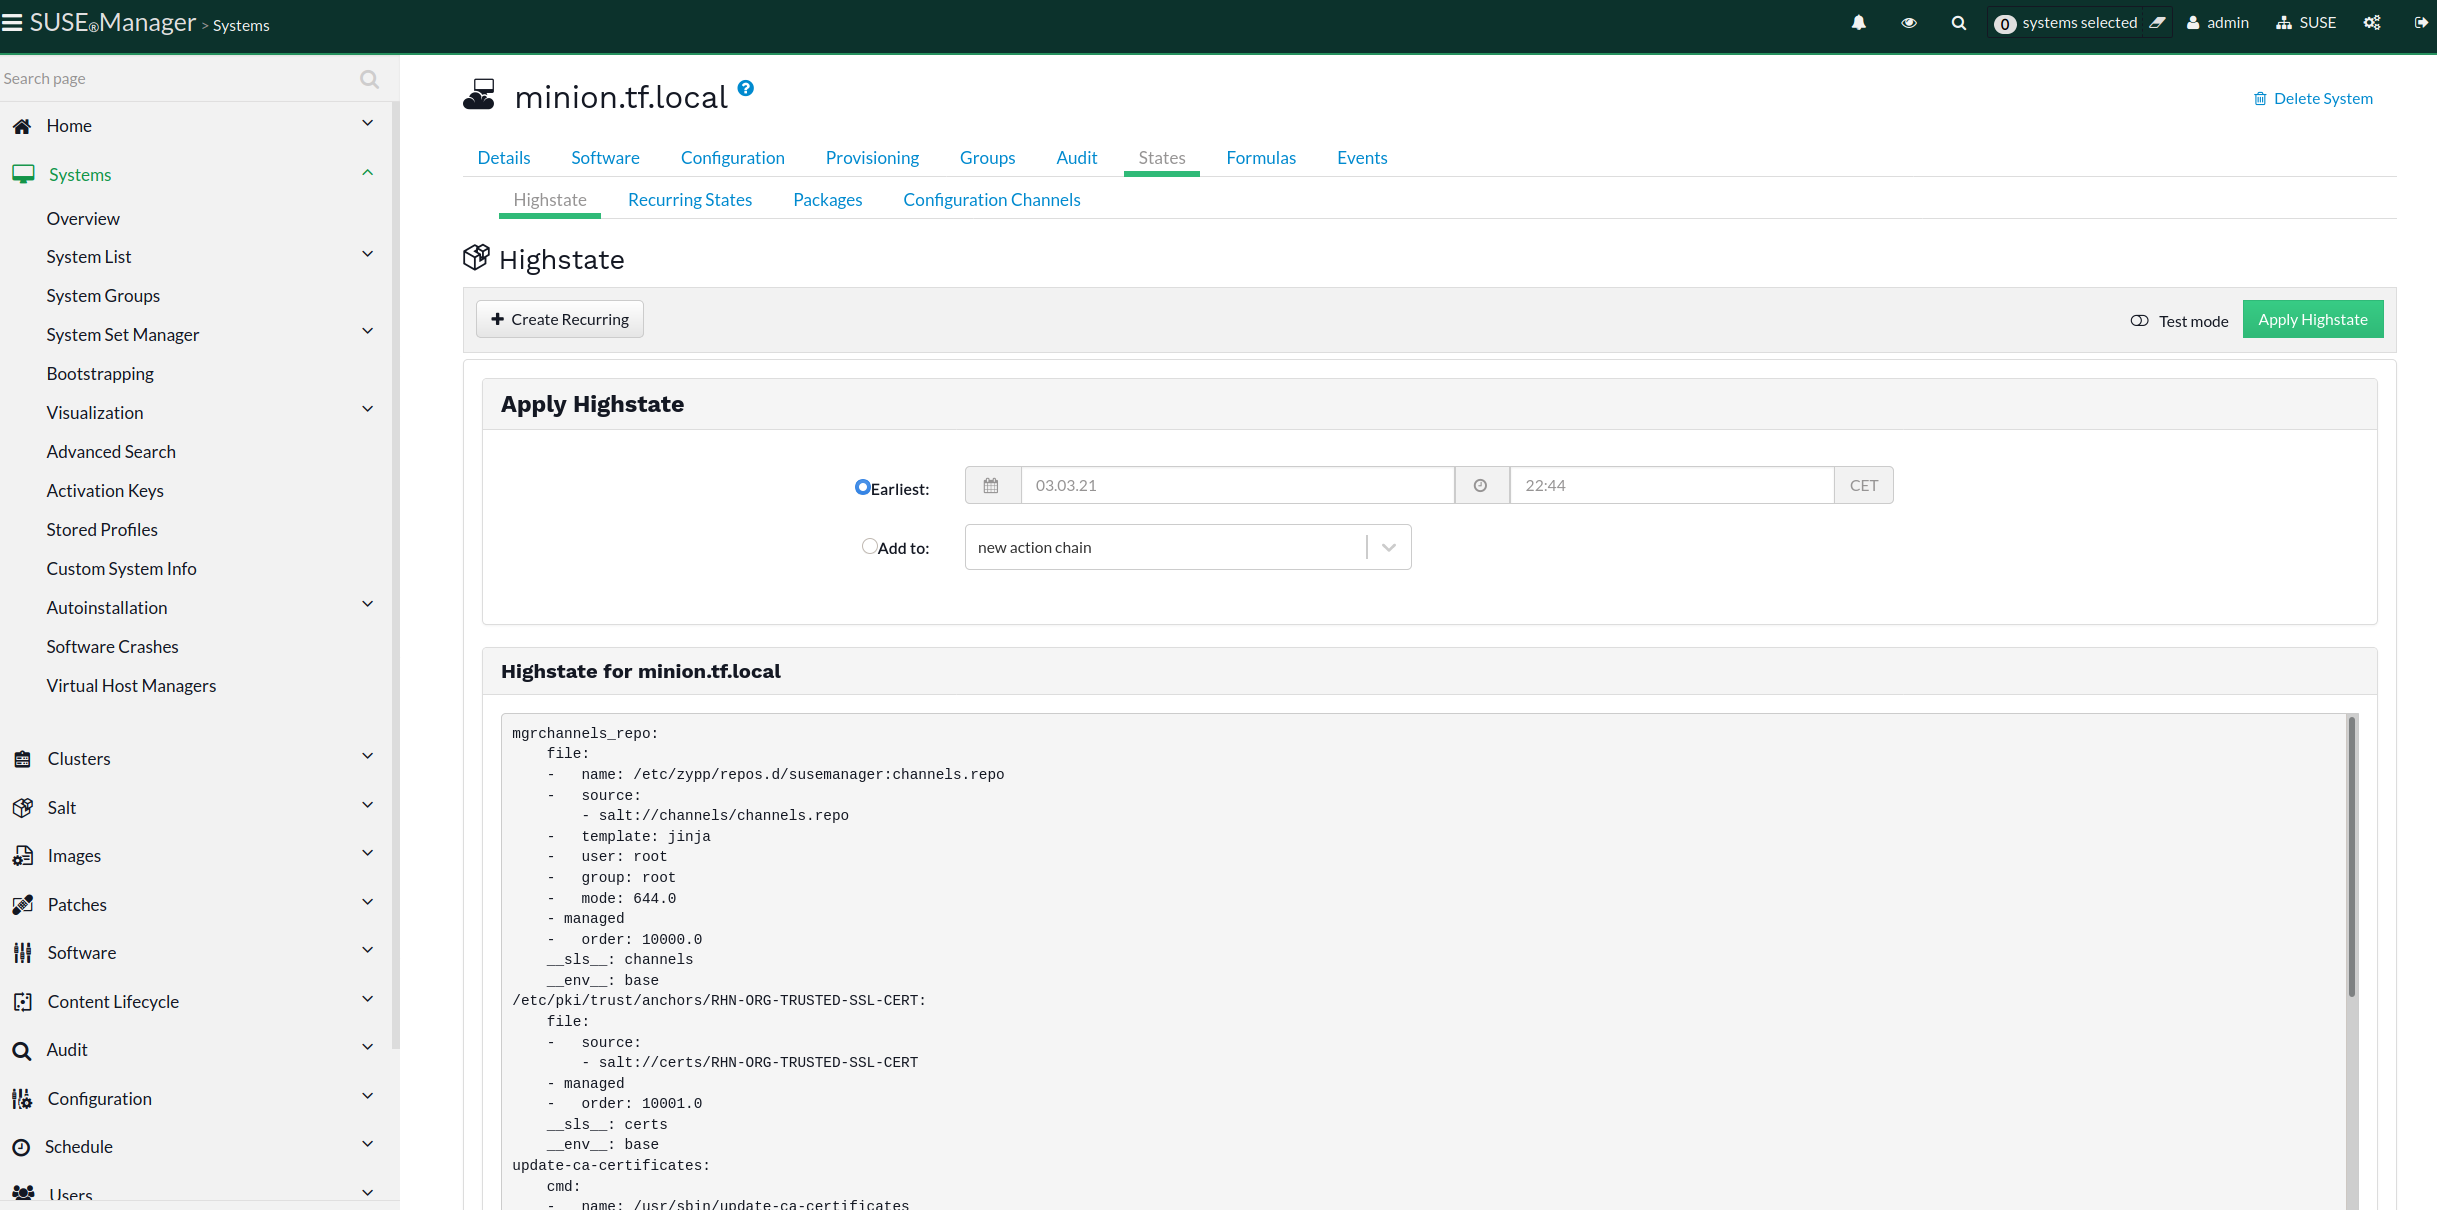 SUSE®Manager > Systems
0 systems selected admin SUSE
Search page
Home
Systems
Overview
System List
System Groups
System Set Manager
Bootstrapping
Visualization
Advanced Search
Activation Keys
Stored Profiles
Custom System Info
Autoinstallation
Software Crashes
Virtual Host Managers
Clusters
Salt
Images
Patches
Software
Content Lifecycle
Audit
Configuration
Schedule
Users
minion.tf.local ?
Delete System
Details Software Configuration Provisioning Groups Audit States Formulas Events
Highstate Recurring States Packages Configuration Channels
Highstate
+ Create Recurring Test mode Apply Highstate
Apply Highstate
Earliest: 03.03.21 22:44 CET
Add to: new action chain
Highstate for minion.tf.local
mgrchannels_repo:
    file:
    -   name: /etc/zypp/repos.d/susemanager:channels.repo
    -   source:
        - salt://channels/channels.repo
    -   template: jinja
    -   user: root
    -   group: root
    -   mode: 644.0
    - managed
    -   order: 10000.0
    __sls__: channels
    __env__: base
/etc/pki/trust/anchors/RHN-ORG-TRUSTED-SSL-CERT:
    file:
    -   source:
        - salt://certs/RHN-ORG-TRUSTED-SSL-CERT
    - managed
    -   order: 10001.0
    __sls__: certs
    __env__: base
update-ca-certificates:
    cmd:
    -   name: /usr/sbin/update-ca-certificates